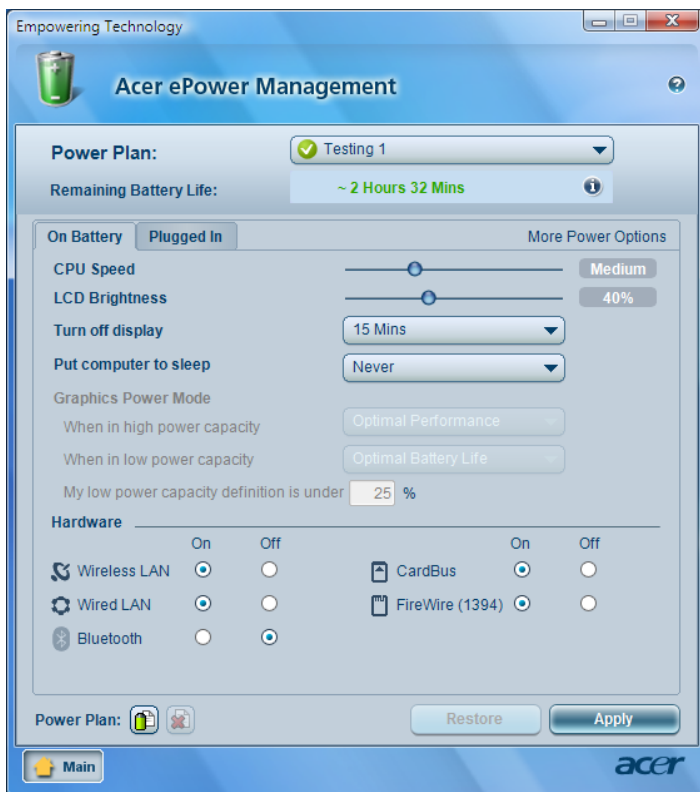 Empowering Technology
Acer ePower Management
Power Plan: Testing 1
Remaining Battery Life: ~ 2 Hours 32 Mins
On Battery Plugged In More Power Options
CPU Speed Medium
LCD Brightness 40%
Turn off display 15 Mins
Put computer to sleep Never
Graphics Power Mode
When in high power capacity Optimal Performance
When in low power capacity Optimal Battery Life
My low power capacity definition is under 25 %
Hardware
On Off On Off
Wireless LAN CardBus
Wired LAN FireWire (1394)
Bluetooth
Power Plan: Restore Apply
Main acer